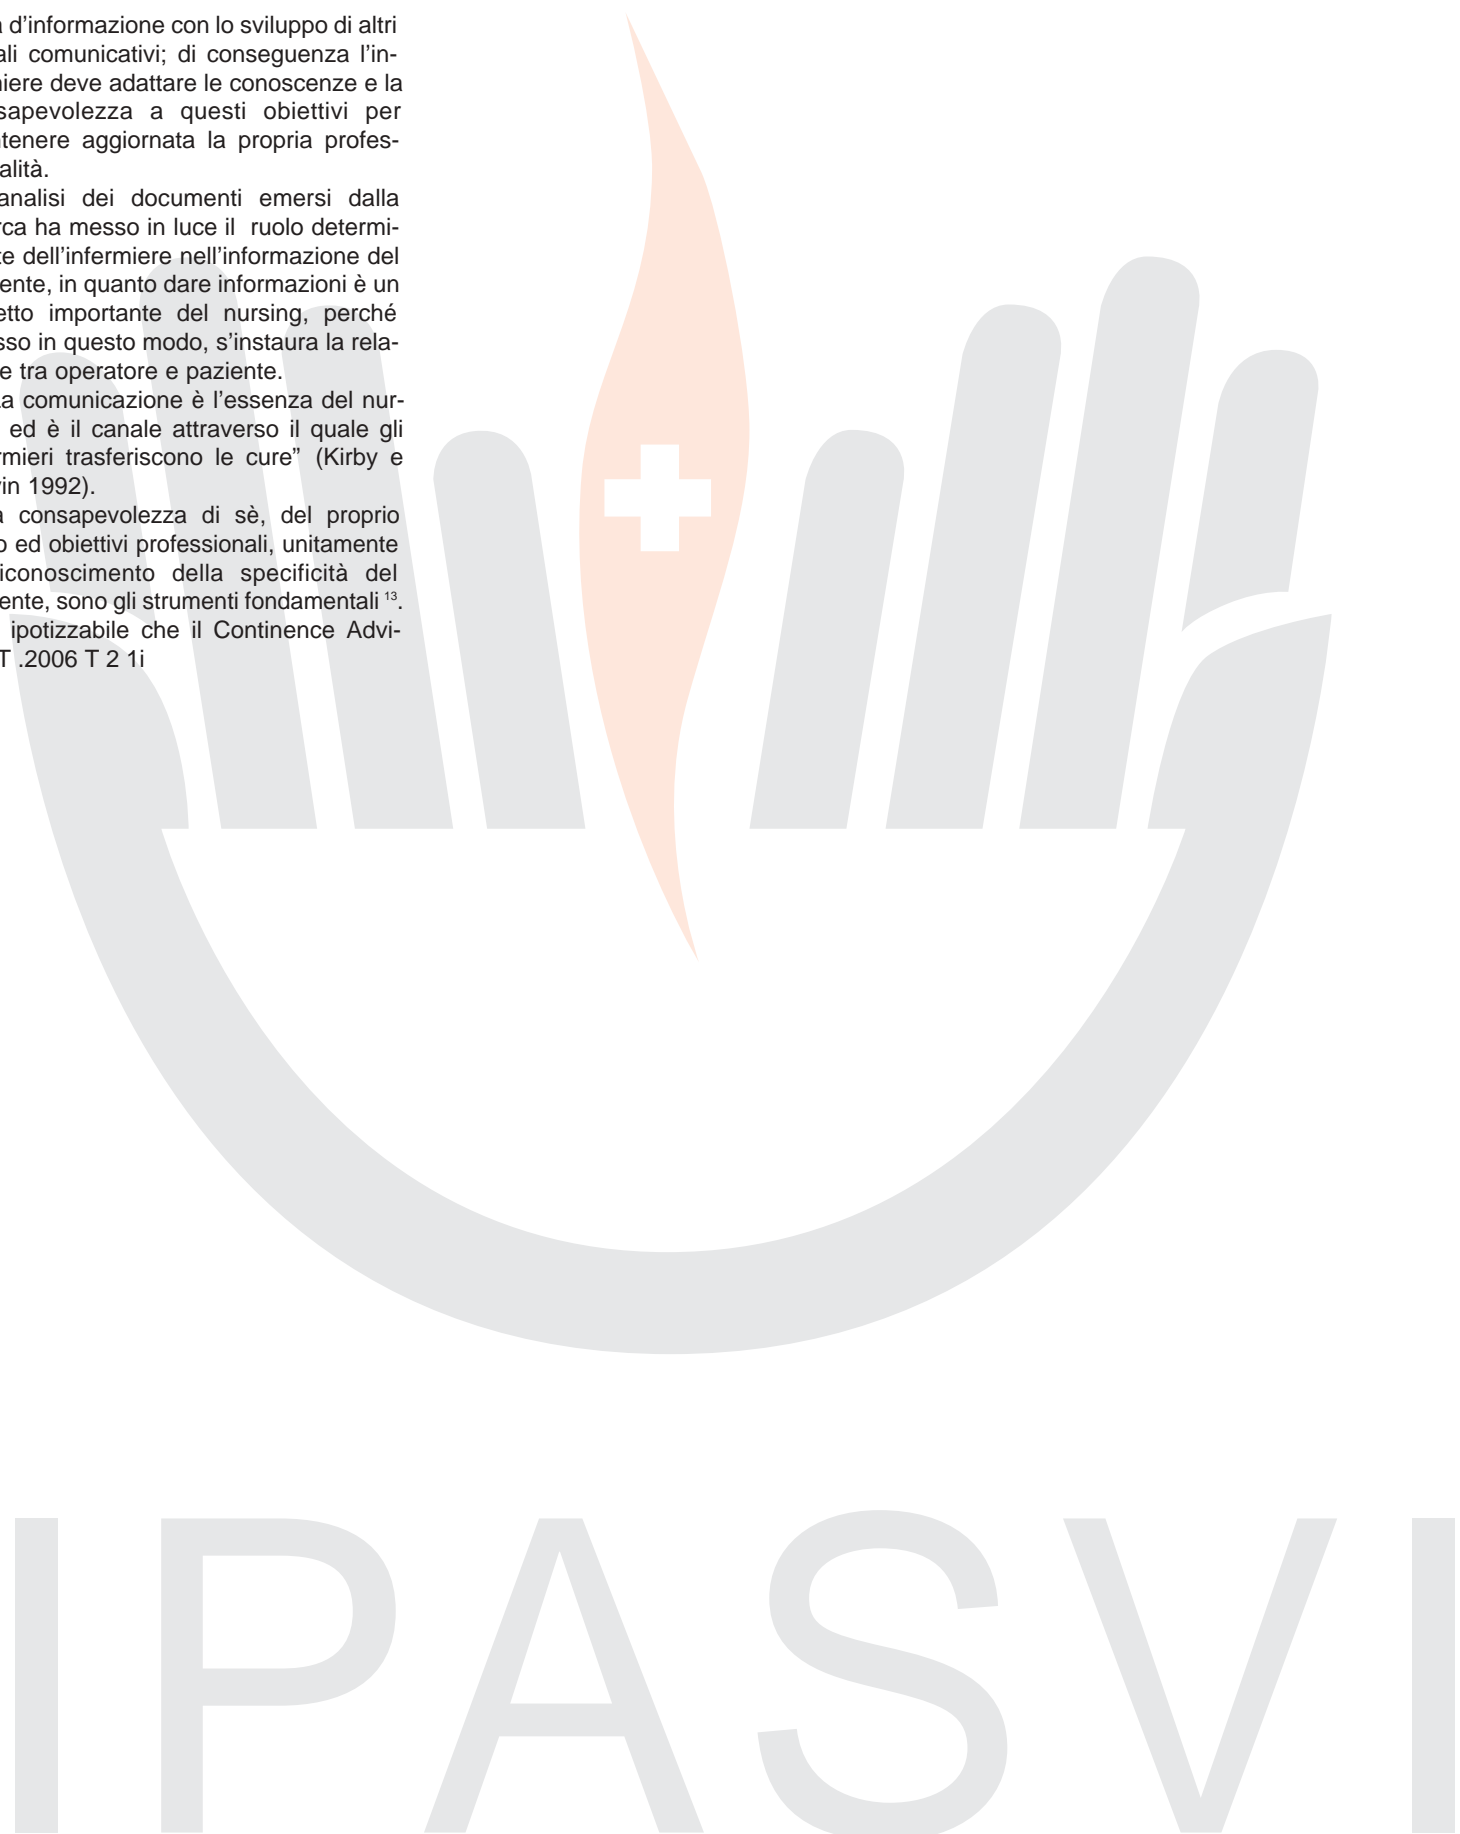 d’informazione con lo sviluppo di altri
ali comunicativi; di conseguenza l’in-
niere deve adattare le conoscenze e la
sapevolezza a questi obiettivi per
tenere aggiornata la propria profes-
alità.
analisi dei documenti emersi dalla
rca ha messo in luce il ruolo determi-
te dell’infermiere nell’informazione del
ente, in quanto dare informazioni è un
etto importante del nursing, perché
sso in questo modo, s’instaura la rela-
e tra operatore e paziente.
a comunicazione è l’essenza del nur-
ed è il canale attraverso il quale gli
rmieri trasferiscono le cure” (Kirby e
vin 1992).
a consapevolezza di sè, del proprio
o ed obiettivi professionali, unitamente
iconoscimento della specificità del
ente, sono gli strumenti fondamentali 13.
ipotizzabile che il Continence Advi-
T .2006 T 2 1i
IPASVI